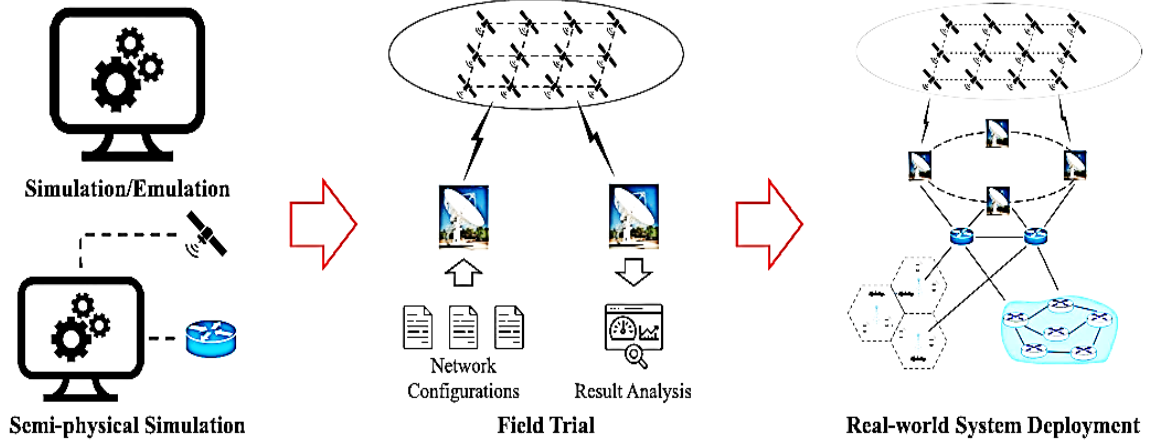 Simulation/Emulation
Semi-physical Simulation
Network
Configurations
Result Analysis
Field Trial
Real-world System Deployment